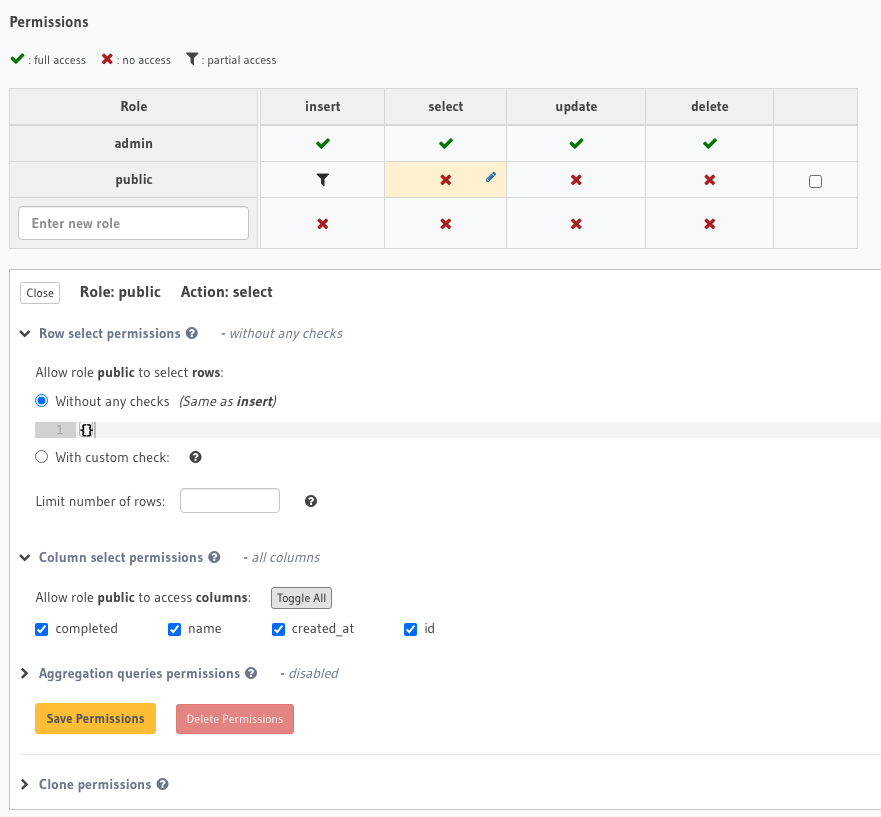 Permissions
: full access : no access : partial access
Role insert select update delete
admin
public
Enter new role
Close Role: public Action: select
Row select permissions - without any checks
Allow role public to select rows:
Without any checks (Same as insert)
1 {}
With custom check:
Limit number of rows:
Column select permissions - all columns
Allow role public to access columns: Toggle All
completed name created_at id
Aggregation queries permissions - disabled
Save Permissions Delete Permissions
Clone permissions